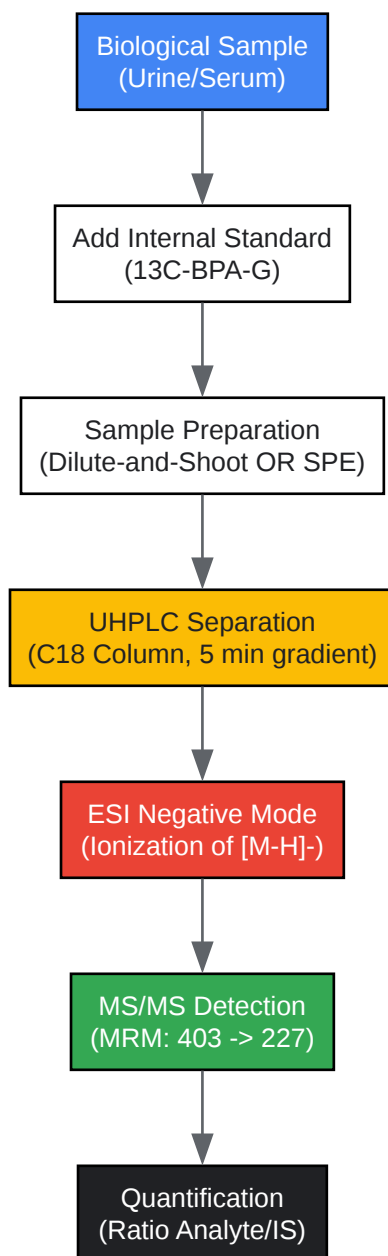 Biological Sample
(Urine/Serum)
Add Internal Standard
(13C-BPA-G)
Sample Preparation
(Dilute-and-Shoot OR SPE)
UHPLC Separation
(C18 Column, 5 min gradient)
ESI Negative Mode
(Ionization of [M-H]-)
MS/MS Detection
(MRM: 403 -> 227)
Quantification
(Ratio Analyte/IS)